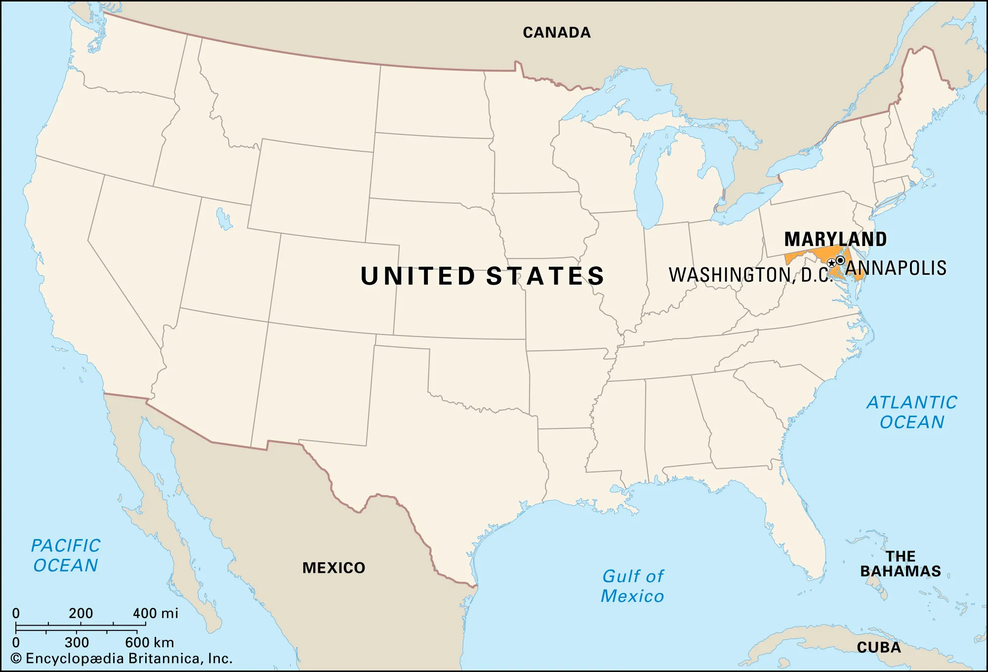 CANADA
MARYLAND
UNITED STATES
WASHINGTON, D.C.
ANNAPOLIS
ATLANTIC
OCEAN
PACIFIC
OCEAN
MEXICO
Gulf of
Mexico
THE
BAHAMAS
CUBA
0 200 400 mi
0 300 600 km
© Encyclopædia Britannica, Inc.